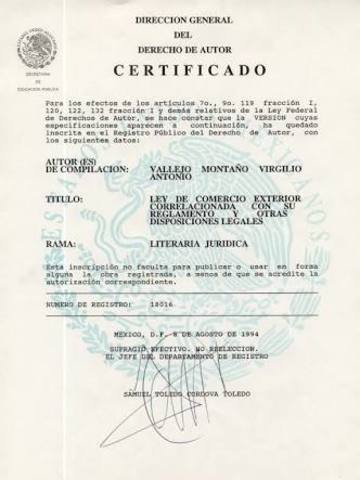 DIRECCION GENERAL
DEL
DERECHO DE AUTOR
CERTIFICADO
SECRETARIA
DE
EDUCACION PUBLICA
Para los efectos de los artículos 7o., 9o. 119 fracción I,
120, 122, 132 fracción I y demás relativos de la Ley Federal
de Derechos de Autor, se hace constar que la VERSION cuyas
especificaciones aparecen a continuación, ha quedado
inscrita en el Registro Público del Derecho de Autor, con
los siguientes datos:
AUTOR (ES)
DE COMPILACION: VALLEJO MONTAÑO VIRGILIO
ANTONIO
TITULO: LEY DE COMERCIO EXTERIOR
CORRELACIONADA CON SU
REGLAMENTO Y OTRAS
DISPOSICIONES LEGALES
RAMA: LITERARIA JURIDICA
Esta inscripción no faculta para publicar o usar en forma
alguna la obra registrada, a menos de que se acredite la
autorización correspondiente.
NUMERO DE REGISTRO: 18016
MEXICO, D.F. 8 DE AGOSTO DE 1994
SUFRAGIO EFECTIVO. NO REELECCION.
EL JEFE DEL DEPARTAMENTO DE REGISTRO
SAMUEL TOLEDO CORDOVA TOLEDO